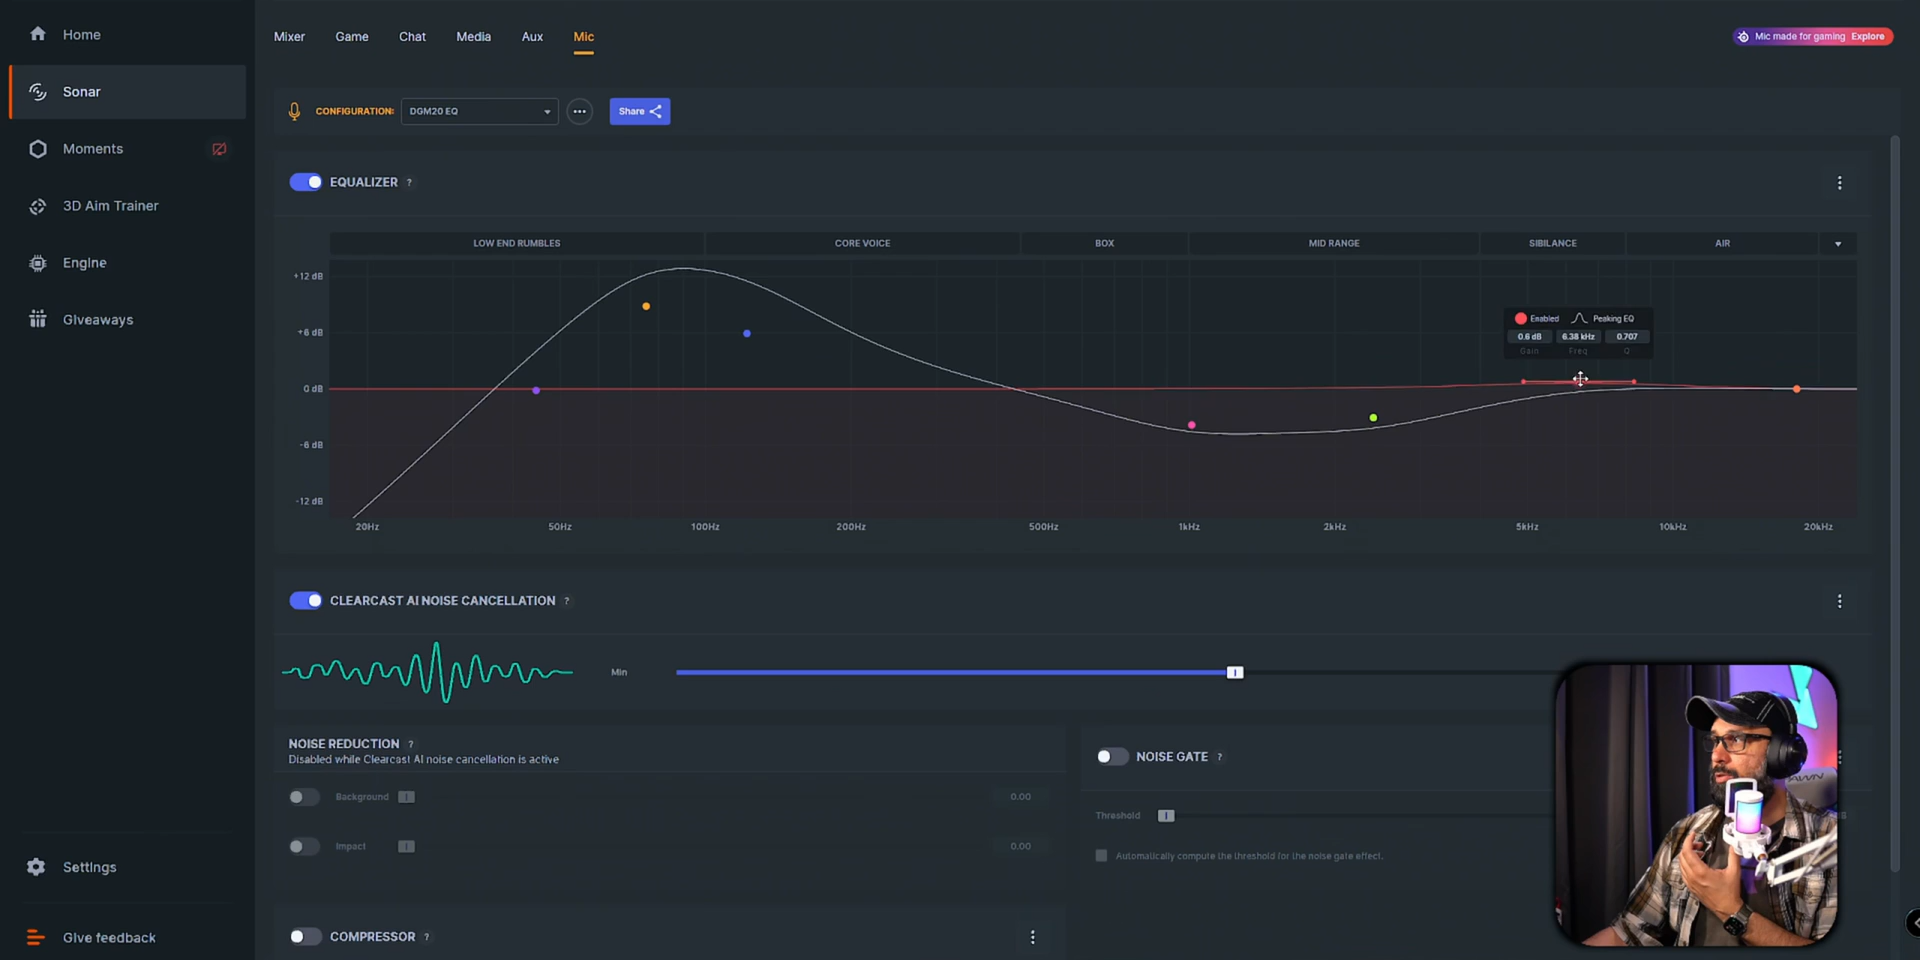 Home
Sonar
Moments
3D Aim Trainer
Engine
Giveaways
Settings
Give feedback
Mixer Game Chat Media Aux Mic
Mic made for gaming Explore
CONFIGURATION: DGM20 EQ
Share
EQUALIZER ?
LOW END RUMBLES CORE VOICE BOX MID RANGE SIBILANCE AIR
+12 dB
+6 dB
0 dB
-6 dB
-12 dB
Enabled Peaking EQ
0.6 dB 6.38 kHz 0.707
Gain Freq Q
20Hz 50Hz 100Hz 200Hz 500Hz 1kHz 2kHz 5kHz 10kHz 20kHz
CLEARCAST AI NOISE CANCELLATION ?
Min
NOISE REDUCTION ?
Disabled while Clearcast AI noise cancellation is active
Background 0.00
Impact 0.00
NOISE GATE ?
Threshold
Automatically compute the threshold for the noise gate effect.
COMPRESSOR ?